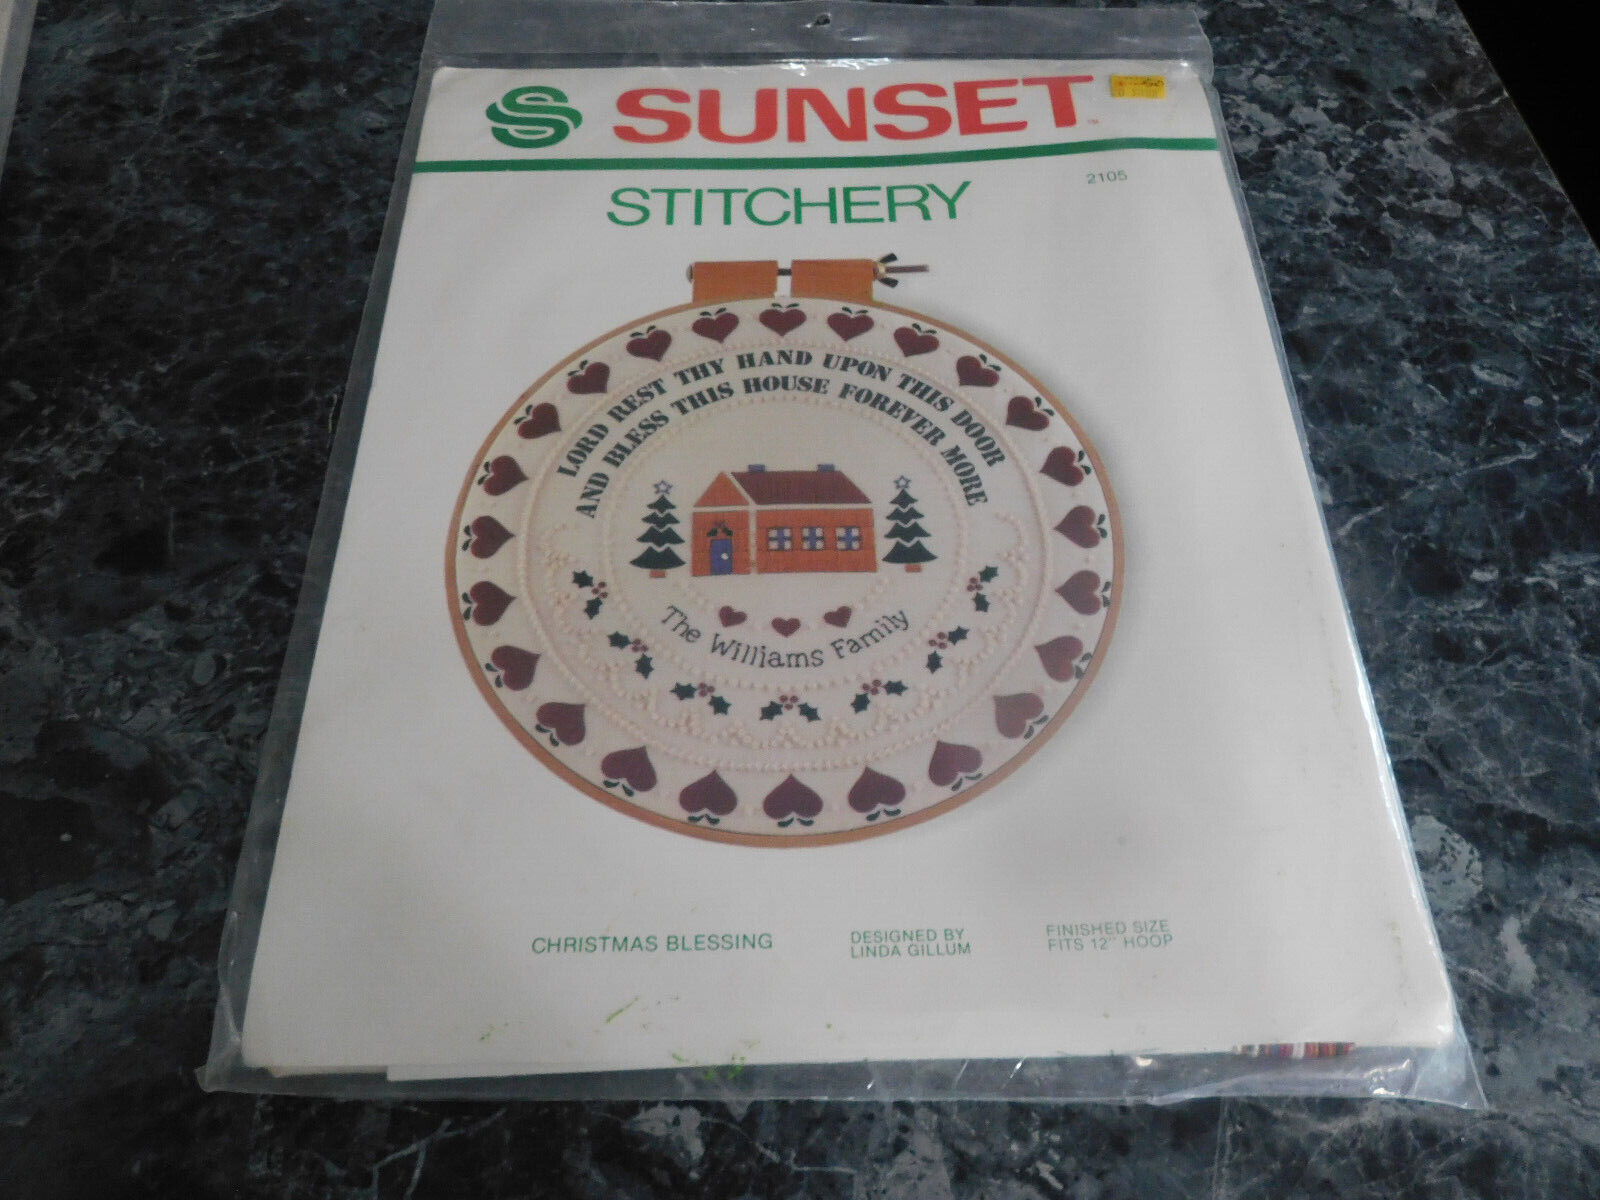 SUNSET
STITCHERY
2105
LORD REST THY HAND UPON THIS DOOR
AND BLESS THIS HOUSE FOREVER MORE
The Williams Family
CHRISTMAS BLESSING
DESIGNED BY
LINDA GILLUM
FINISHED SIZE
FITS 12" HOOP